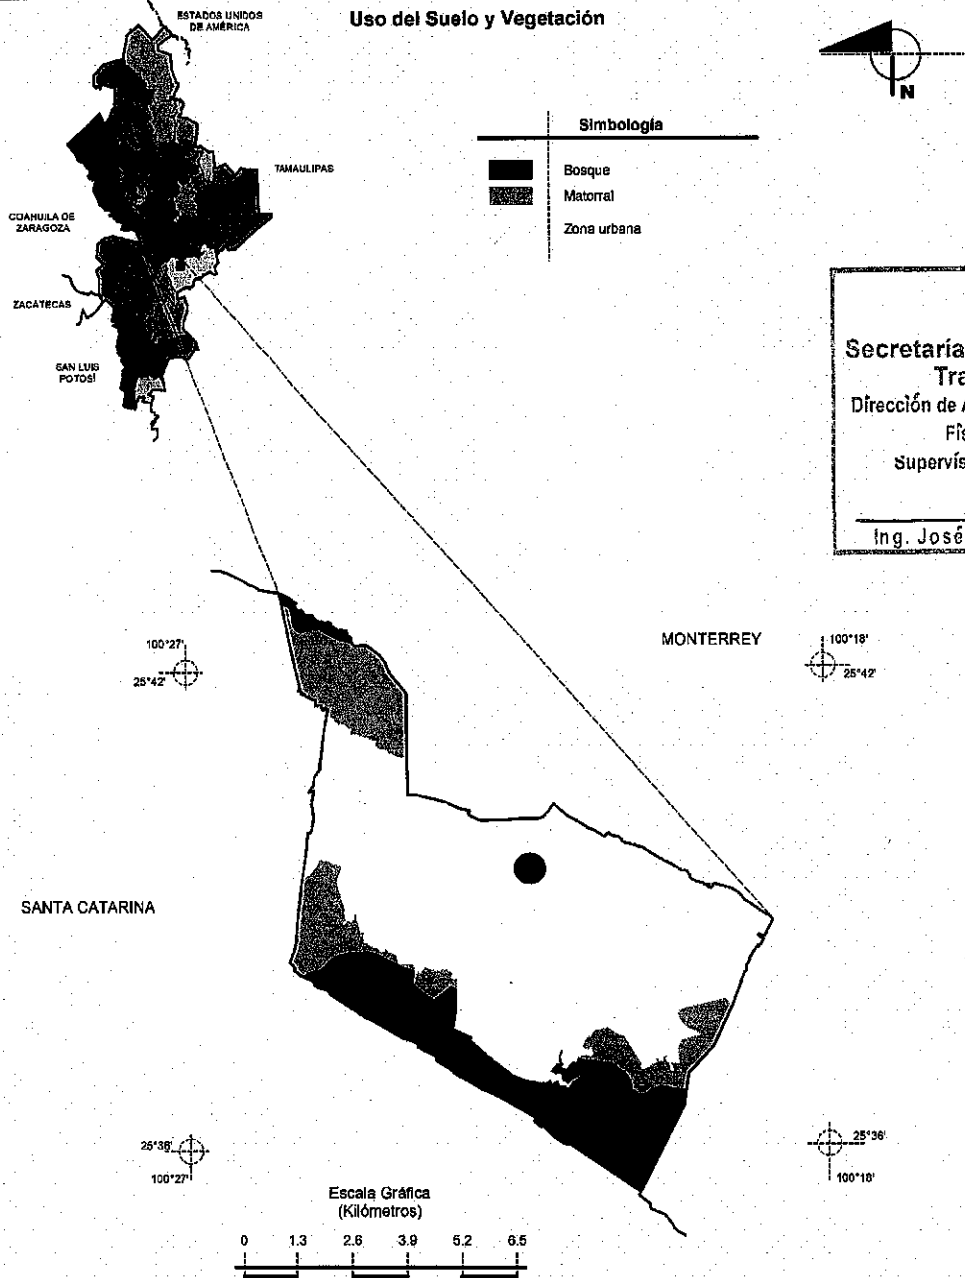 Uso del Suelo y Vegetación
ESTADOS UNIDOS
DE AMÉRICA
N
Simbología
Bosque
Matorral
Zona urbana
TAMAULIPAS
COAHUILA DE
ZARAGOZA
ZACATECAS
SAN LUIS
POTOSÍ
Secretaría
Tra
Dirección de A
Fis
Supervis
Ing. José
MONTERREY
100°27'
25°42'
100°18'
25°42'
SANTA CATARINA
25°36'
100°27'
25°36'
100°18'
Escala Gráfica
(Kilómetros)
0 1.3 2.6 3.9 5.2 6.5